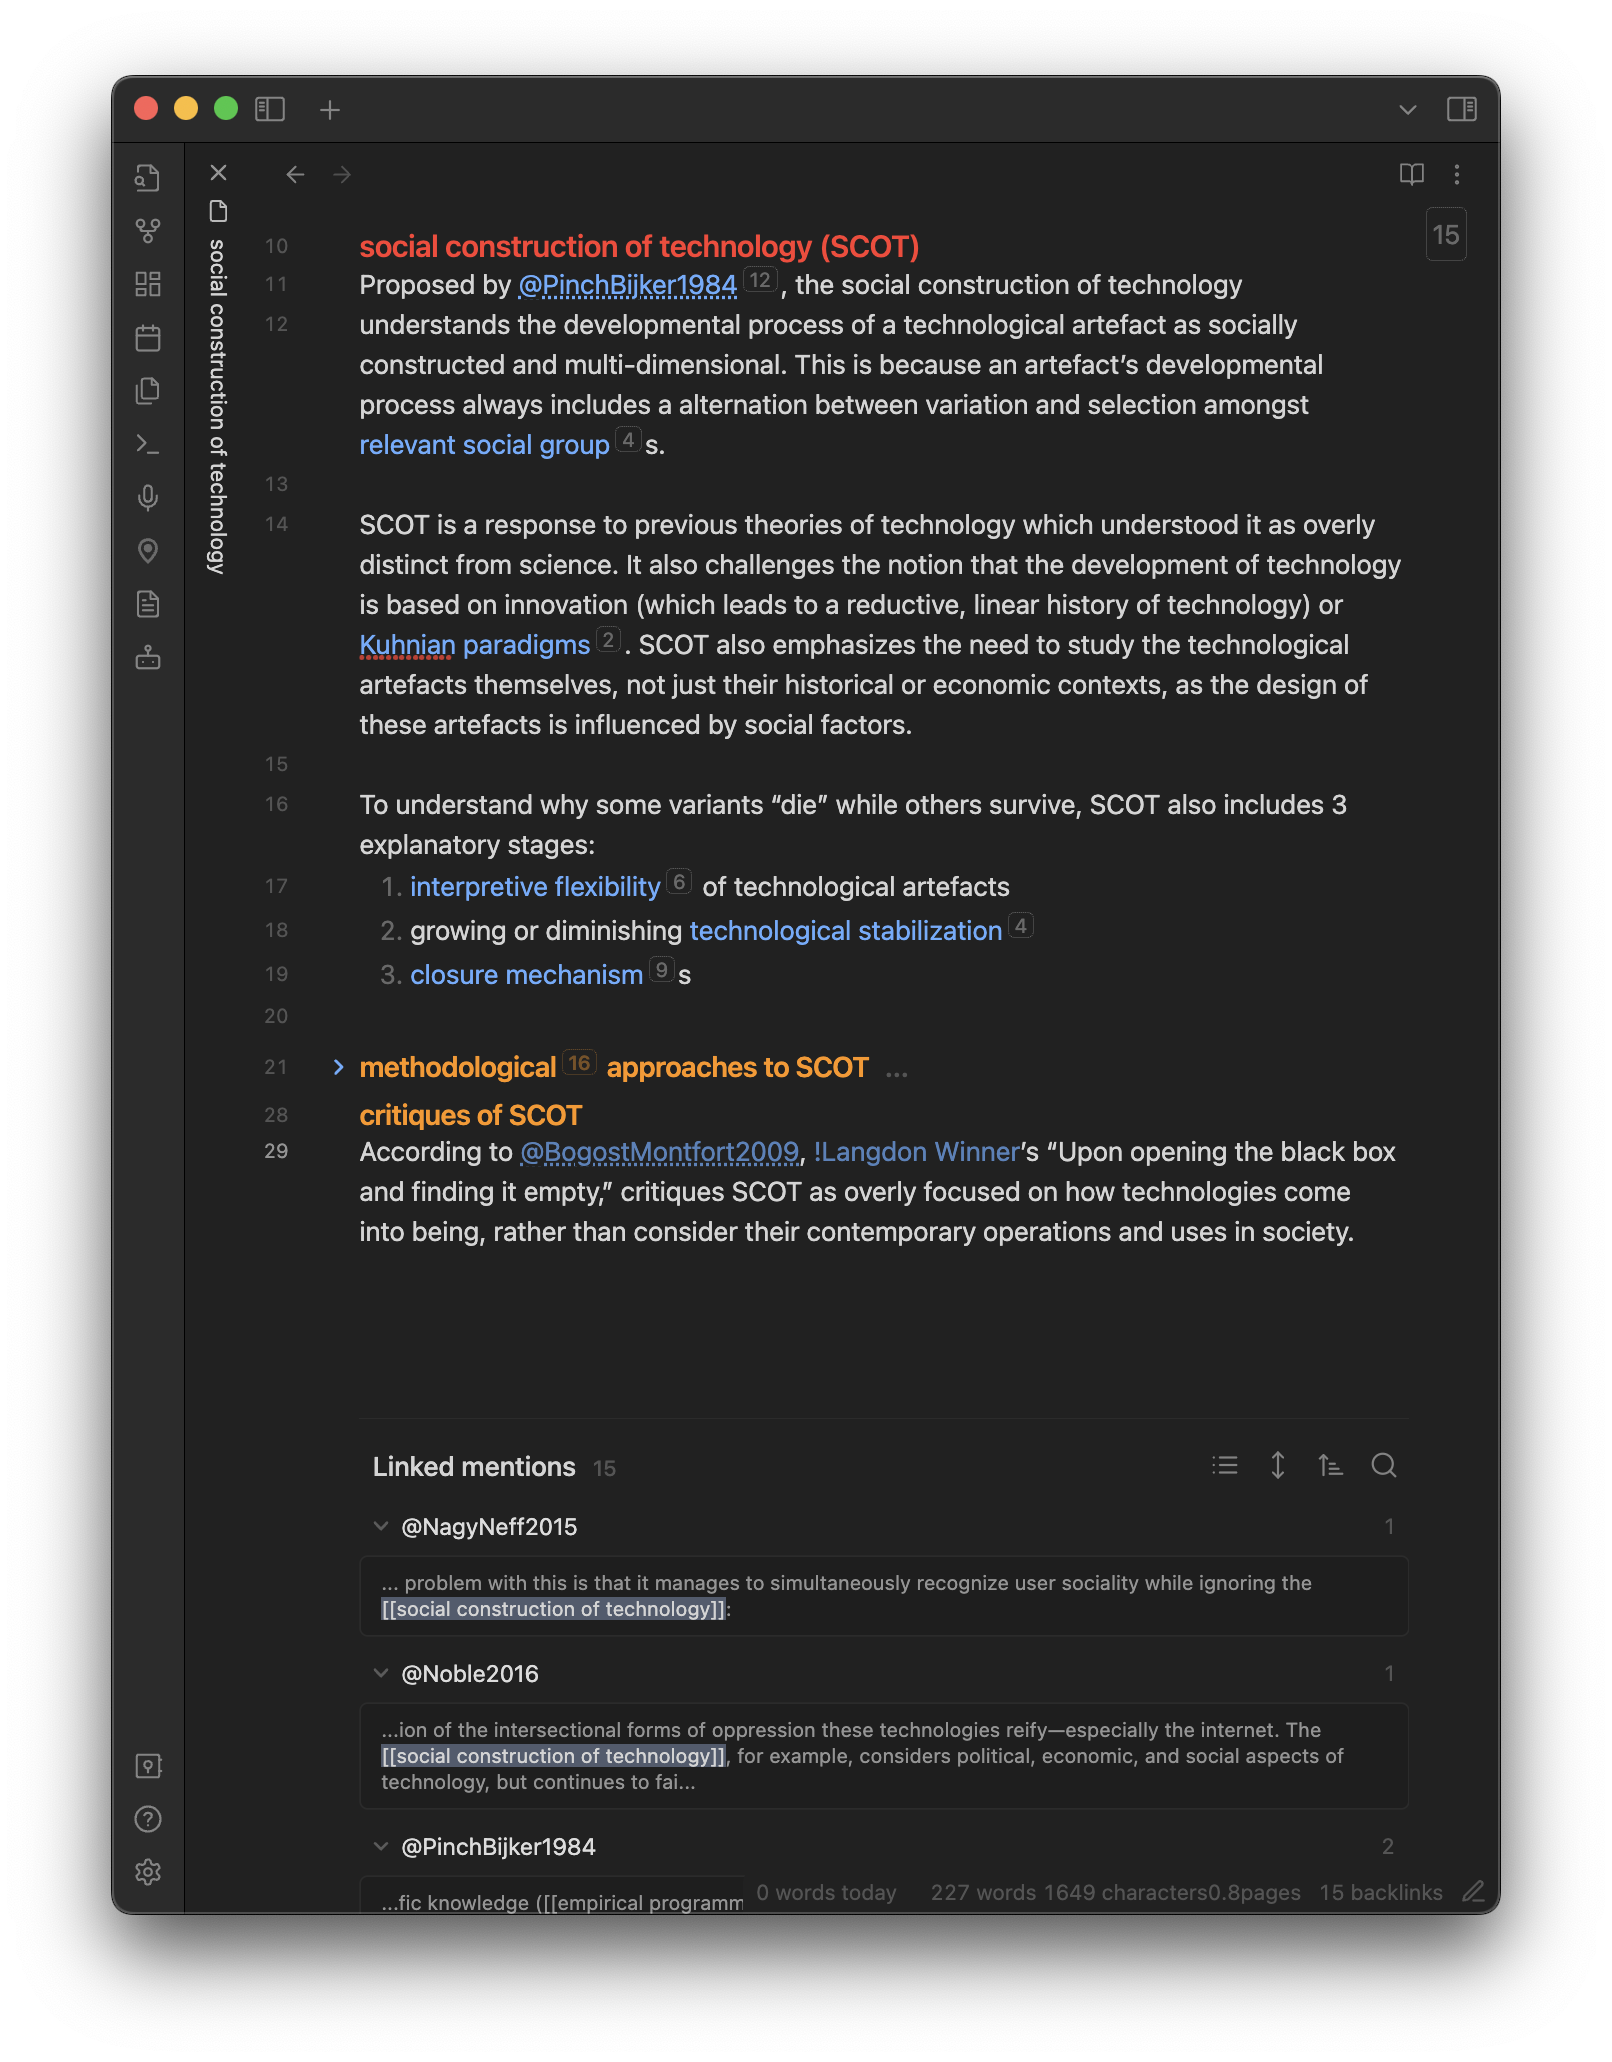 social construction of technology
15
10 social construction of technology (SCOT)
11 Proposed by @PinchBijker1984 12, the social construction of technology
12 understands the developmental process of a technological artefact as socially
constructed and multi-dimensional. This is because an artefact’s developmental
process always includes a alternation between variation and selection amongst
relevant social group 4 s.
13
14 SCOT is a response to previous theories of technology which understood it as overly
distinct from science. It also challenges the notion that the development of technology
is based on innovation (which leads to a reductive, linear history of technology) or
Kuhnian paradigms 2. SCOT also emphasizes the need to study the technological
artefacts themselves, not just their historical or economic contexts, as the design of
these artefacts is influenced by social factors.
15
16 To understand why some variants “die” while others survive, SCOT also includes 3
explanatory stages:
17 1. interpretive flexibility 6 of technological artefacts
18 2. growing or diminishing technological stabilization 4
19 3. closure mechanism 9 s
20
21 methodological 16 approaches to SCOT ...
28 critiques of SCOT
29 According to @BogostMontfort2009, !Langdon Winner’s “Upon opening the black box
and finding it empty,” critiques SCOT as overly focused on how technologies come
into being, rather than consider their contemporary operations and uses in society.
Linked mentions 15
@NagyNeff2015 1
... problem with this is that it manages to simultaneously recognize user sociality while ignoring the
[[social construction of technology]]:
@Noble2016 1
...ion of the intersectional forms of oppression these technologies reify—especially the internet. The
[[social construction of technology]], for example, considers political, economic, and social aspects of
technology, but continues to fai...
@PinchBijker1984 2
...fic knowledge ([[empirical programm
0 words today 227 words 1649 characters0.8pages 15 backlinks